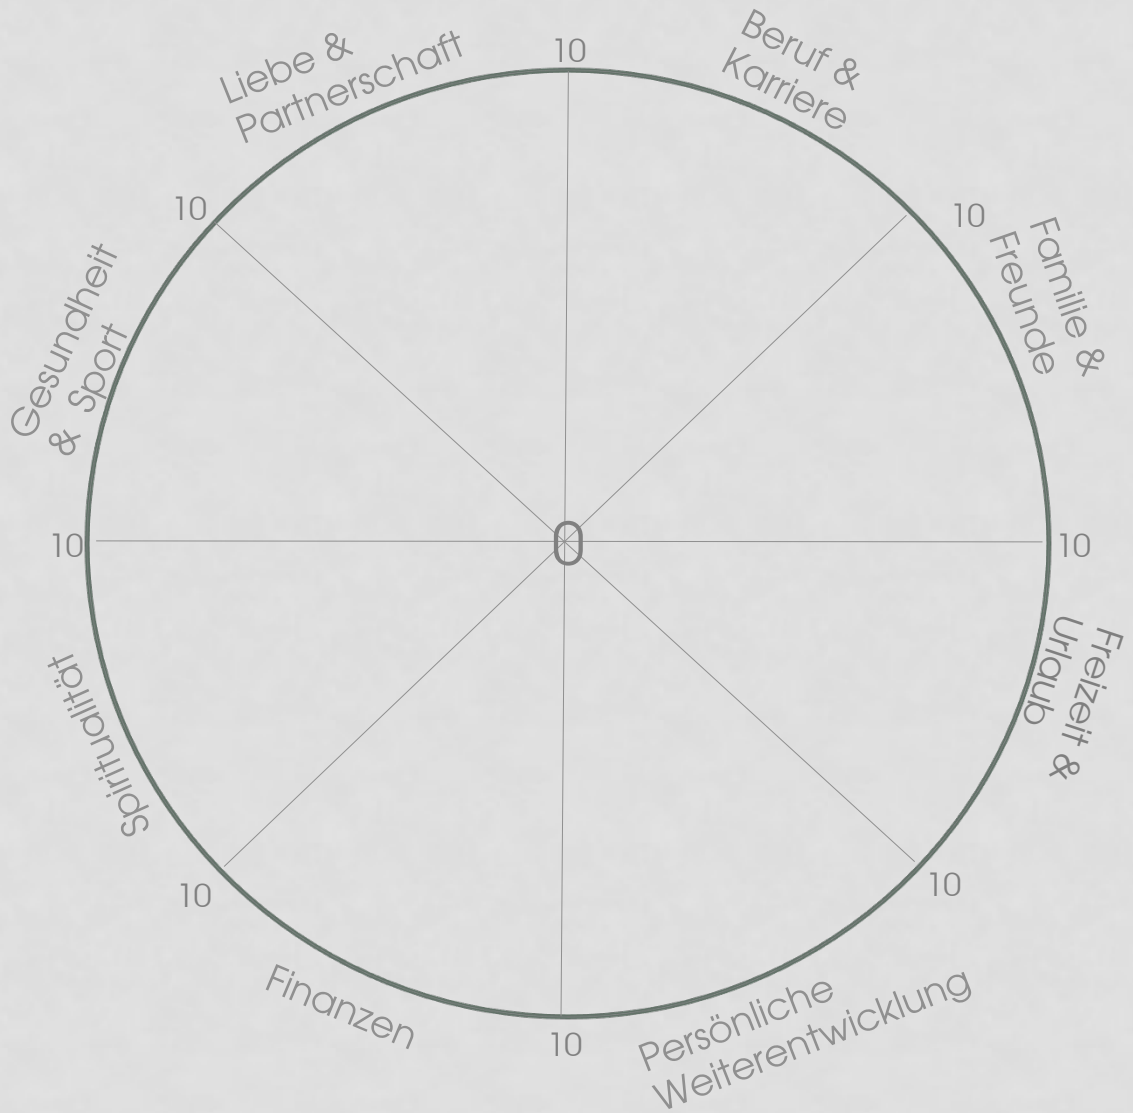 10
Beruf &
Karriere
10
Familie &
Freunde
10
Freizeit &
Urlaub
10
Persönliche
Weiterentwicklung
10
Finanzen
10
Spiritualität
10
Gesundheit
& Sport
10
Liebe &
Partnerschaft
0